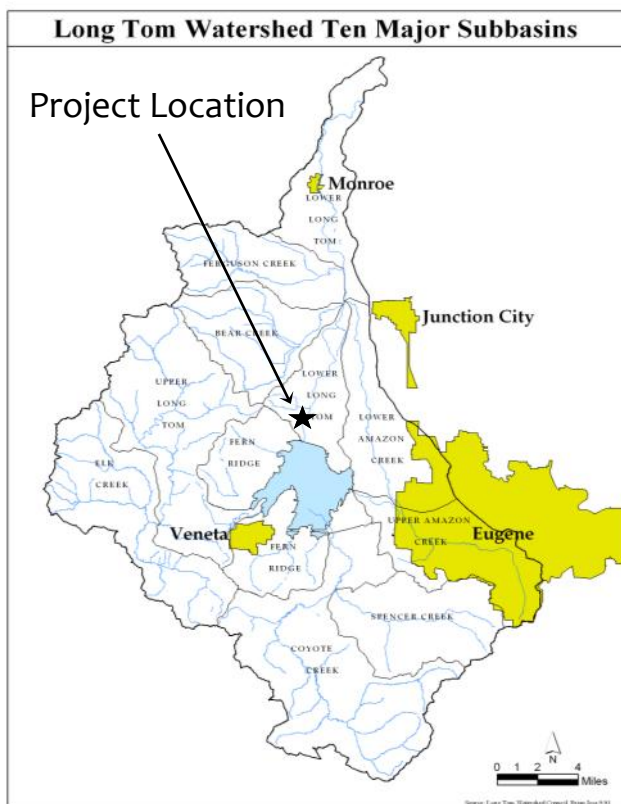 Long Tom Watershed Ten Major Subbasins
Project Location
Monroe
LOWER
LONG
TOM
FERGUSON CREEK
Junction City
BEAR CREEK
UPPER
LONG
TOM
LOWER
LONG
TOM
LOWER
AMAZON
CREEK
FERN
RIDGE
ELK
CREEK
Veneta
UPPER AMAZON
CREEK
Eugene
FERN
RIDGE
SPENCER CREEK
COYOTE
CREEK
N
0 1 2 4
Miles